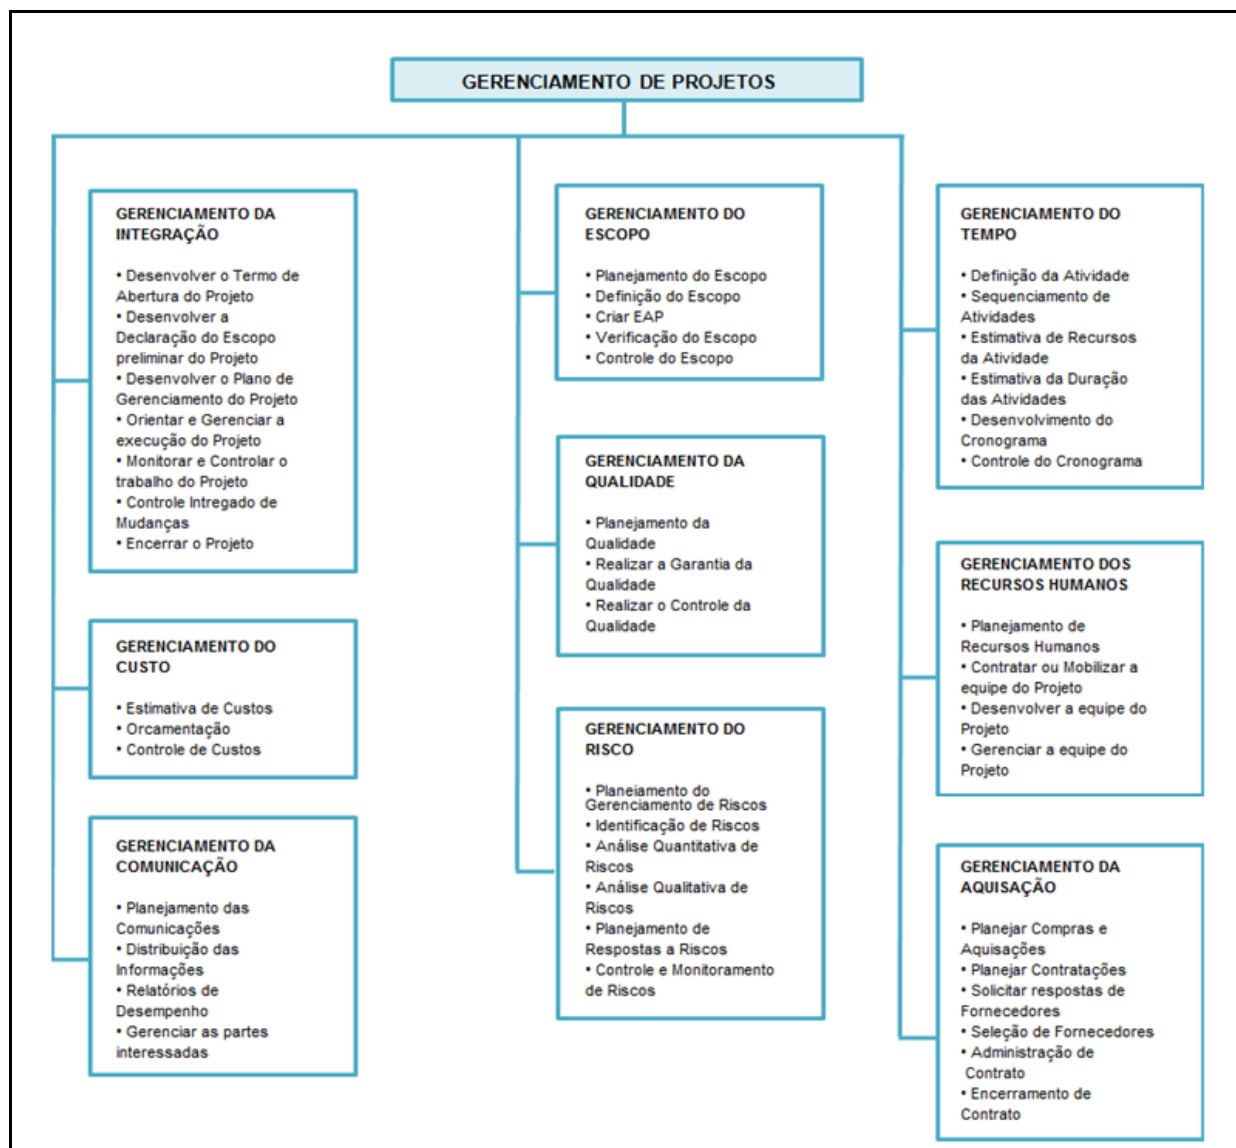 GERENCIAMENTO DE PROJETOS
GERENCIAMENTO DA
INTEGRAÇÃO
• Desenvolver o Termo de
Abertura do Projeto
• Desenvolver a
Declaração do Escopo
preliminar do Projeto
• Desenvolver o Plano de
Gerenciamento do Projeto
• Orientar e Gerenciar a
execução do Projeto
• Monitorar e Controlar o
trabalho do Projeto
• Controle Intregado de
Mudanças
• Encerrar o Projeto
GERENCIAMENTO DO
ESCOPO
• Planejamento do Escopo
• Definição do Escopo
• Criar EAP
• Verificação do Escopo
• Controle do Escopo
GERENCIAMENTO DO
TEMPO
• Definição da Atividade
• Sequenciamento de
Atividades
• Estimativa de Recursos
da Atividade
• Estimativa da Duração
das Atividades
• Desenvolvimento do
Cronograma
• Controle do Cronograma
GERENCIAMENTO DO
CUSTO
• Estimativa de Custos
• Orcamentação
• Controle de Custos
GERENCIAMENTO DA
QUALIDADE
• Planejamento da
Qualidade
• Realizar a Garantia da
Qualidade
• Realizar o Controle da
Qualidade
GERENCIAMENTO DOS
RECURSOS HUMANOS
• Planejamento de
Recursos Humanos
• Contratar ou Mobilizar a
equipe do Projeto
• Desenvolver a equipe do
Projeto
• Gerenciar a equipe do
Projeto
GERENCIAMENTO DA
COMUNICAÇÃO
• Planejamento das
Comunicações
• Distribuição das
Informações
• Relatórios de
Desempenho
• Gerenciar as partes
interessadas
GERENCIAMENTO DO
RISCO
• Planejamento do
Gerenciamento de Riscos
• Identificação de Riscos
• Análise Quantitativa de
Riscos
• Análise Qualitativa de
Riscos
• Planejamento de
Respostas a Riscos
• Controle e Monitoramento
de Riscos
GERENCIAMENTO DA
AQUISAÇÃO
• Planejar Compras e
Aquisações
• Planejar Contratações
• Solicitar respostas de
Fornecedores
• Seleção de Fornecedores
• Administração de
Contrato
• Encerramento de
Contrato